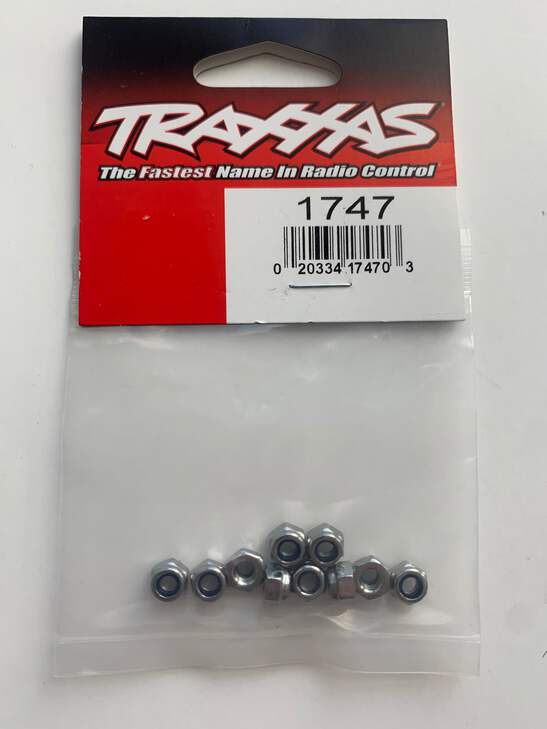 TRAXXAS
The Fastest Name In Radio Control
1747
0 20334 17470 3